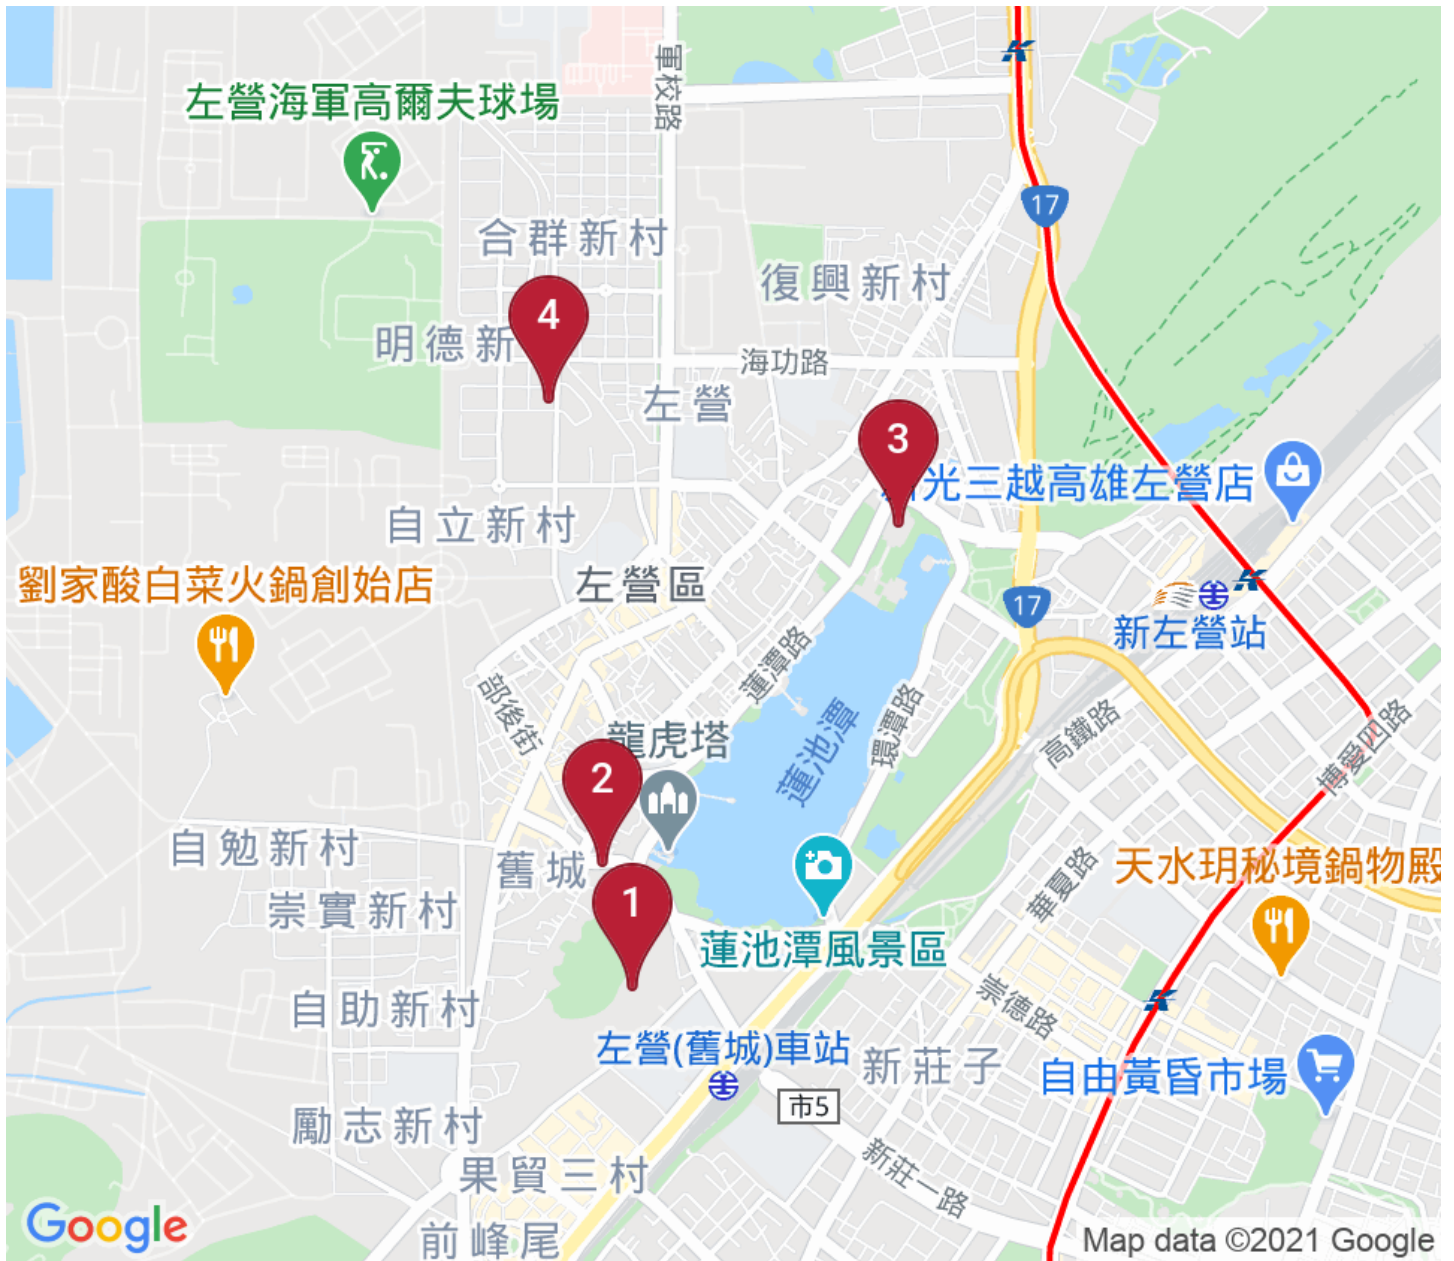 軍校路
左營海軍高爾夫球場
17
合群新村
復興新村
4
明德新
海功路
左營
3
光三越高雄左營店
自立新村
左營區
劉家酸白菜火鍋創始店
17
新左營站
蓮潭路
部後街
環潭路
龍虎塔
蓮池潭
高鐵路
博愛四路
2
自勉新村
舊城
天水玥秘境鍋物殿
華夏路
1
崇實新村
蓮池潭風景區
自助新村
崇德路
左營(舊城)車站
新莊子
自由黃昏市場
市5
勵志新村
果貿三村
新莊一路
前峰尾
Google
Map data ©2021 Google